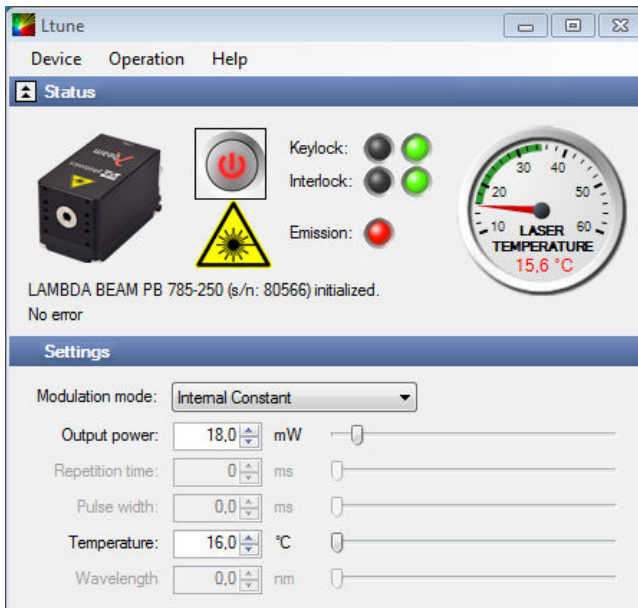 Ltune
Device Operation Help
Status
Keylock:
Interlock:
Emission:
10 20 30 40 50 60
LASER
TEMPERATURE
15,6 °C
LAMBDA BEAM PB 785-250 (s/n: 80566) initialized.
No error
Settings
Modulation mode: Internal Constant
Output power: 18,0 mW
Repetition time: 0 ms
Pulse width: 0,0 ms
Temperature: 16,0 °C
Wavelength 0,0 nm